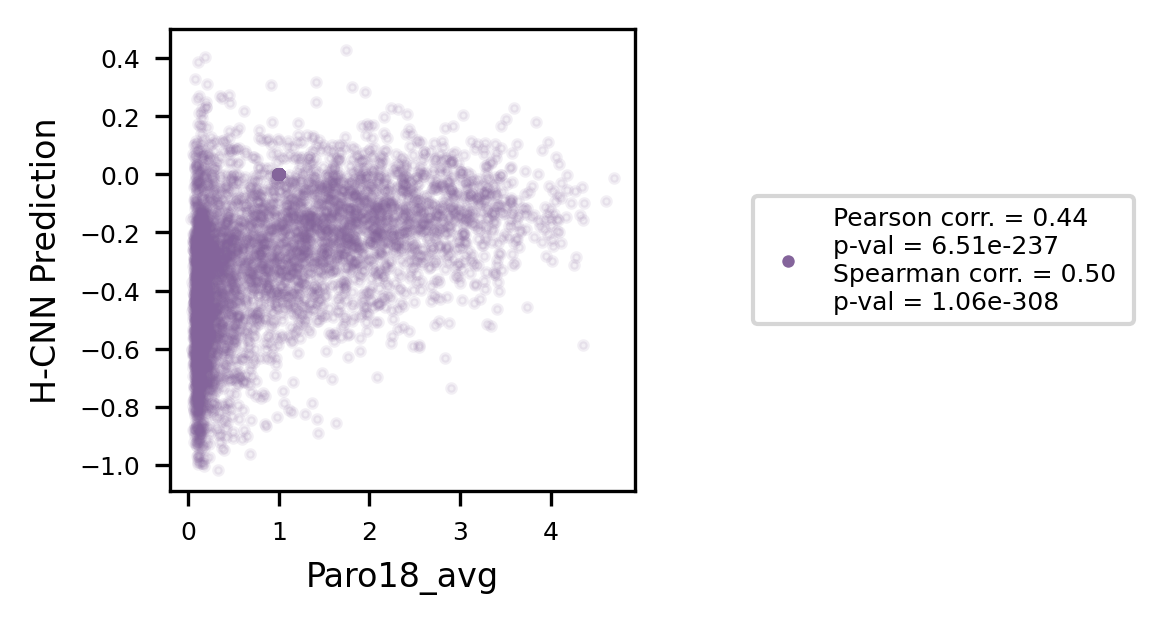 0.4
0.2
0.0
−0.2
−0.4
−0.6
−0.8
−1.0
H-CNN Prediction
0
1
2
3
4
Paro18_avg
Pearson corr. = 0.44
p-val = 6.51e-237
Spearman corr. = 0.50
p-val = 1.06e-308